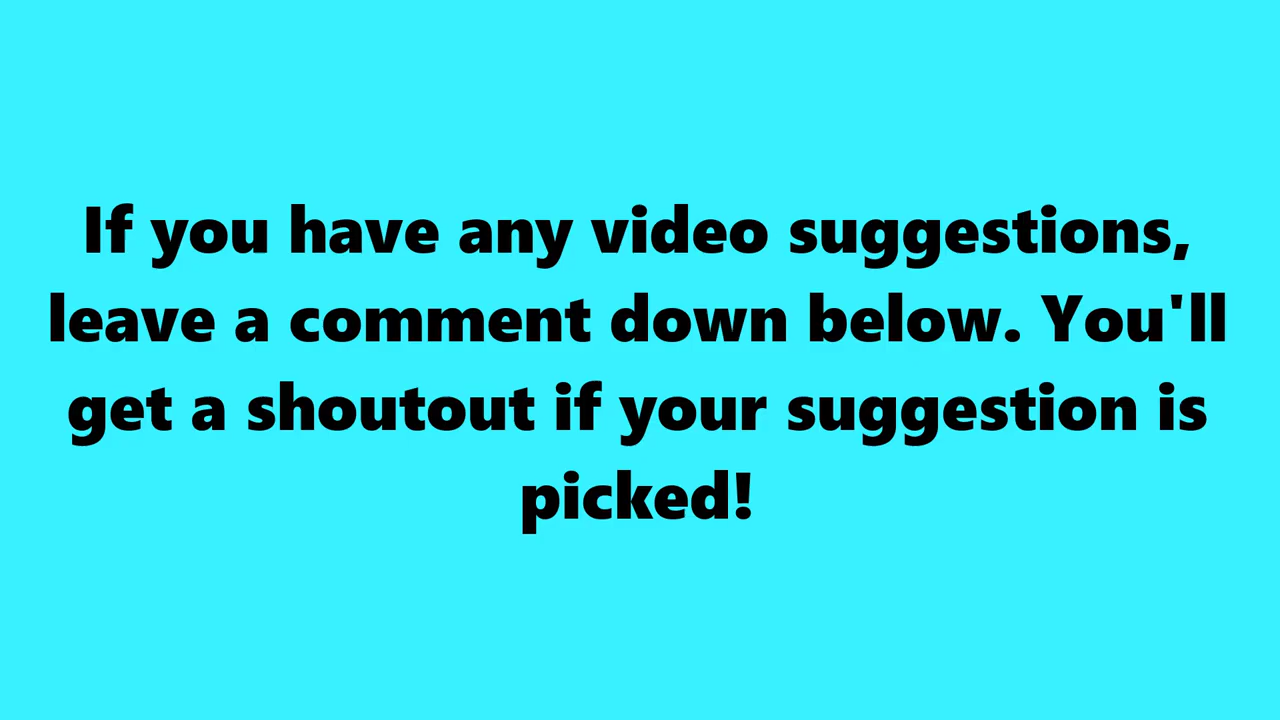 If you have any video suggestions,
leave a comment down below. You'll
get a shoutout if your suggestion is
picked!